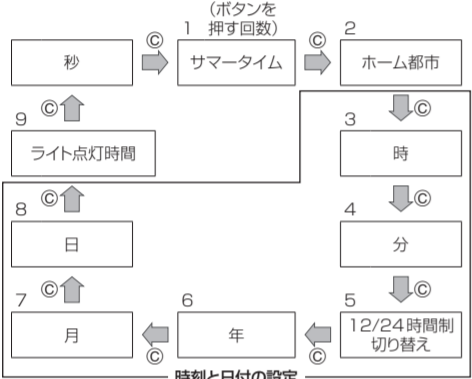 (ボタンを
押す回数)
秒
Ⓒ
1
サマータイム
Ⓒ
2
ホーム都市
Ⓒ
3
時
Ⓒ
4
分
Ⓒ
5
12/24時間制
切り替え
Ⓒ
6
年
Ⓒ
7
月
Ⓒ
8
日
Ⓒ
9
ライト点灯時間
Ⓒ
時刻と日付の設定